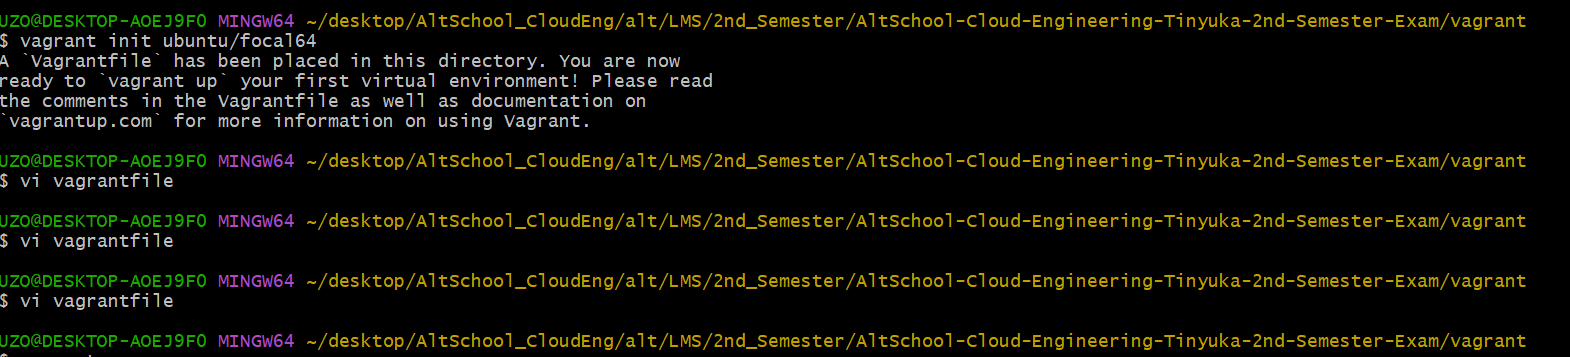 UZO@DESKTOP-AOEJ9F0 MINGW64 ~/desktop/AltSchool_CloudEng/alt/LMS/2nd_Semester/AltSchool-Cloud-Engineering-Tinyuka-2nd-Semester-Exam/vagrant
$ vagrant init ubuntu/focal64
A `Vagrantfile` has been placed in this directory. You are now
ready to `vagrant up` your first virtual environment! Please read
the comments in the Vagrantfile as well as documentation on
`vagrantup.com` for more information on using Vagrant.
UZO@DESKTOP-AOEJ9F0 MINGW64 ~/desktop/AltSchool_CloudEng/alt/LMS/2nd_Semester/AltSchool-Cloud-Engineering-Tinyuka-2nd-Semester-Exam/vagrant
$ vi vagrantfile
UZO@DESKTOP-AOEJ9F0 MINGW64 ~/desktop/AltSchool_CloudEng/alt/LMS/2nd_Semester/AltSchool-Cloud-Engineering-Tinyuka-2nd-Semester-Exam/vagrant
$ vi vagrantfile
UZO@DESKTOP-AOEJ9F0 MINGW64 ~/desktop/AltSchool_CloudEng/alt/LMS/2nd_Semester/AltSchool-Cloud-Engineering-Tinyuka-2nd-Semester-Exam/vagrant
$ vi vagrantfile
UZO@DESKTOP-AOEJ9F0 MINGW64 ~/desktop/AltSchool_CloudEng/alt/LMS/2nd_Semester/AltSchool-Cloud-Engineering-Tinyuka-2nd-Semester-Exam/vagrant